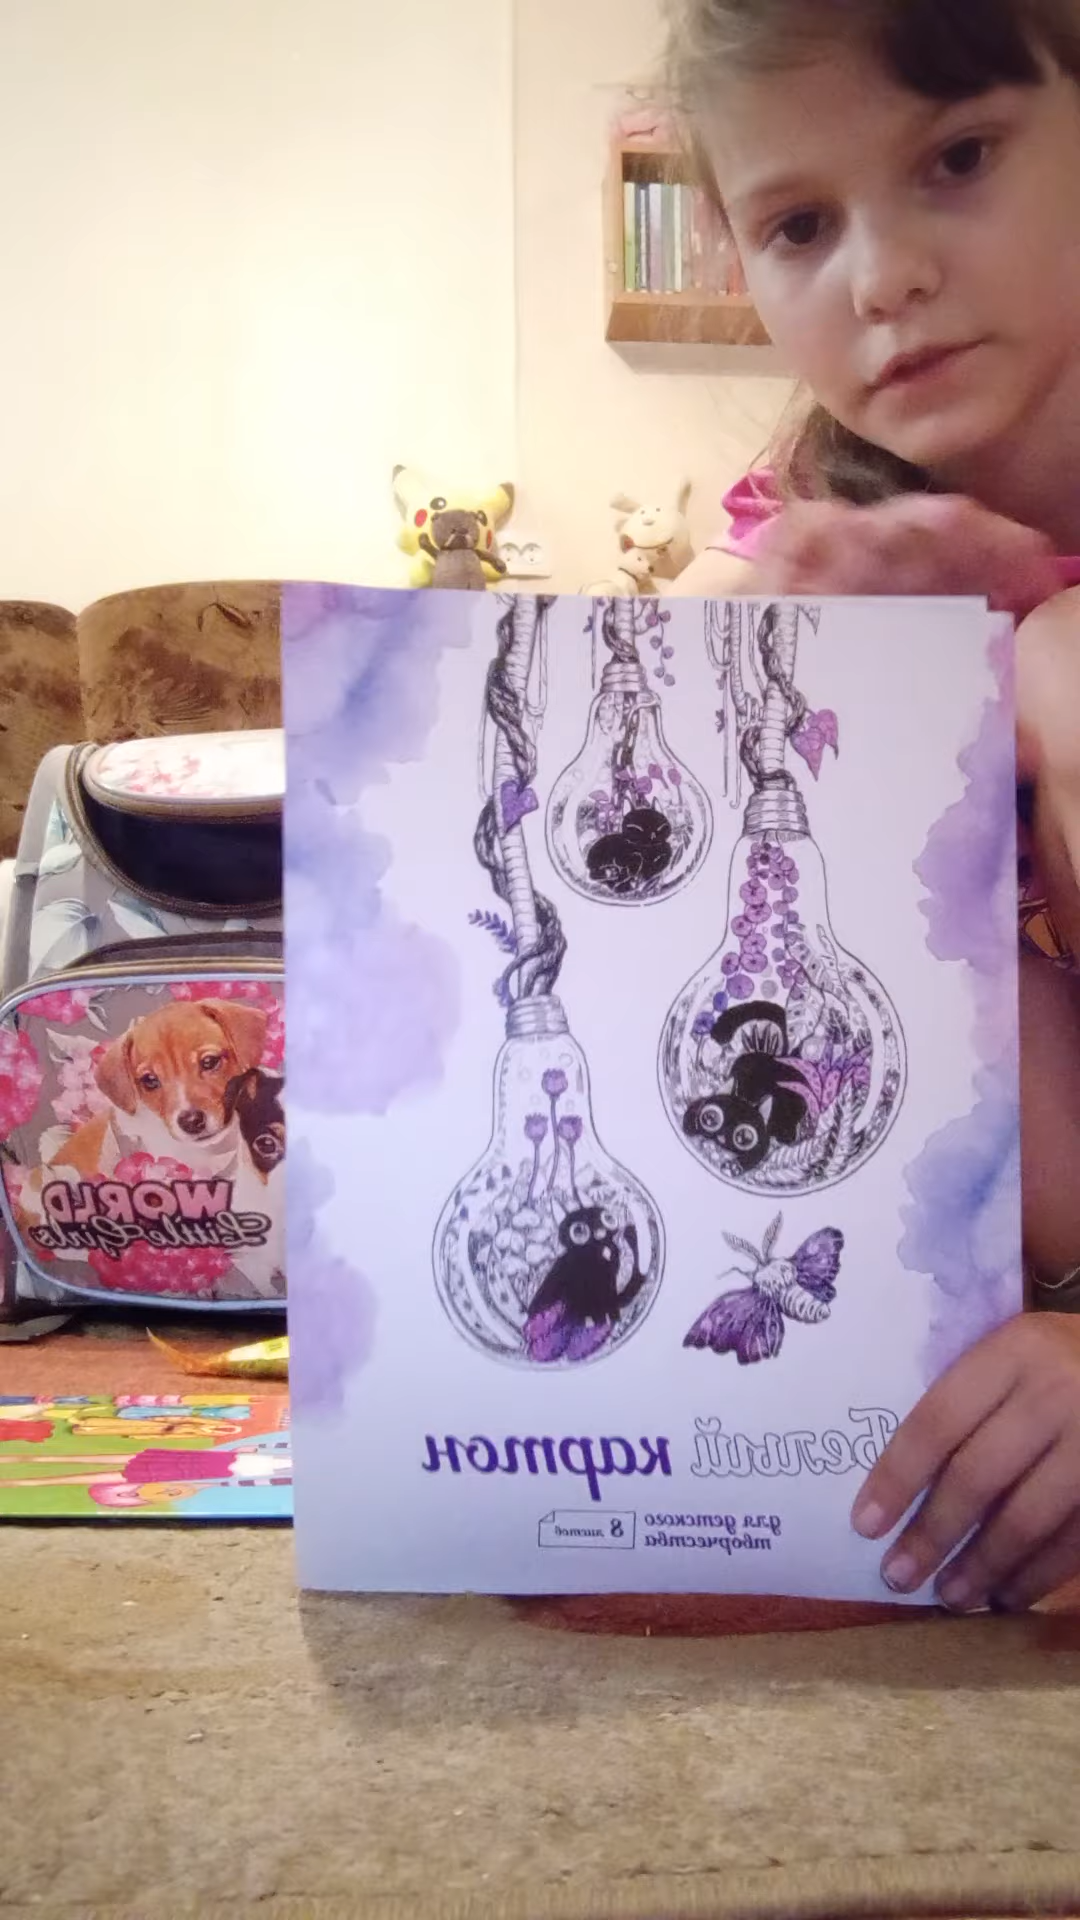 WORLD
Little Girls
Белый картон
для детского
творчества
8 листов